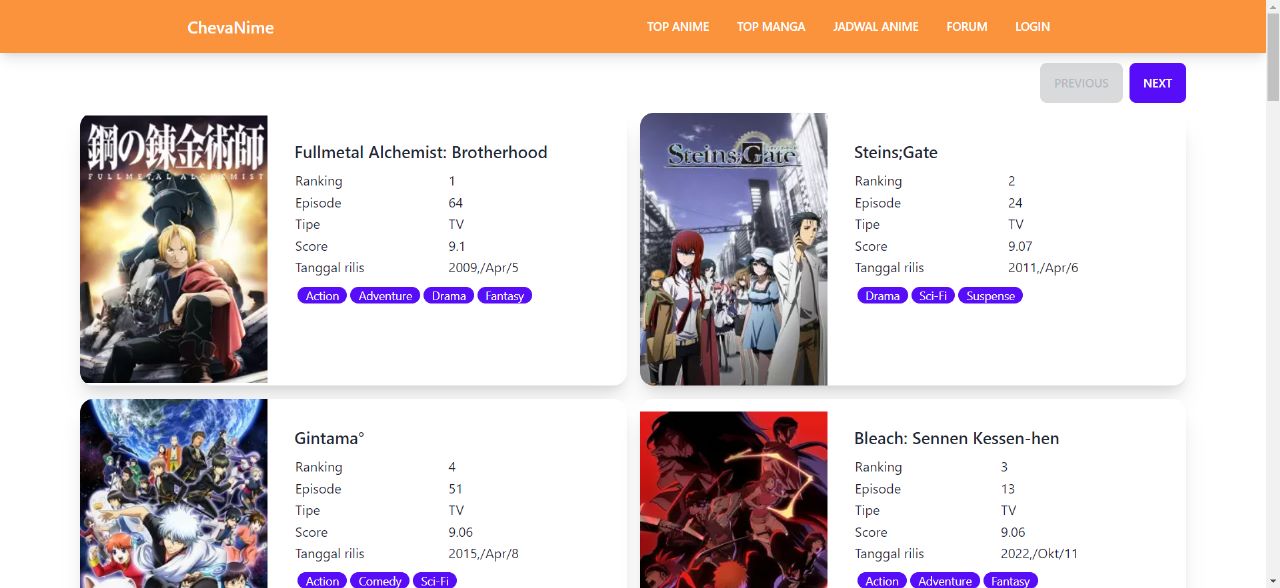 ChevaNime
TOP ANIME TOP MANGA JADWAL ANIME FORUM LOGIN
PREVIOUS NEXT
鋼の錬金術師
FULLMETAL ALCHEMIST
Fullmetal Alchemist: Brotherhood
Ranking 1
Episode 64
Tipe TV
Score 9.1
Tanggal rilis 2009,/Apr/5
Action Adventure Drama Fantasy
Steins;Gate
Steins;Gate
Ranking 2
Episode 24
Tipe TV
Score 9.07
Tanggal rilis 2011,/Apr/6
Drama Sci-Fi Suspense
Gintama°
Ranking 4
Episode 51
Tipe TV
Score 9.06
Tanggal rilis 2015,/Apr/8
Action Comedy Sci-Fi
Bleach: Sennen Kessen-hen
Ranking 3
Episode 13
Tipe TV
Score 9.06
Tanggal rilis 2022,/Okt/11
Action Adventure Fantasy